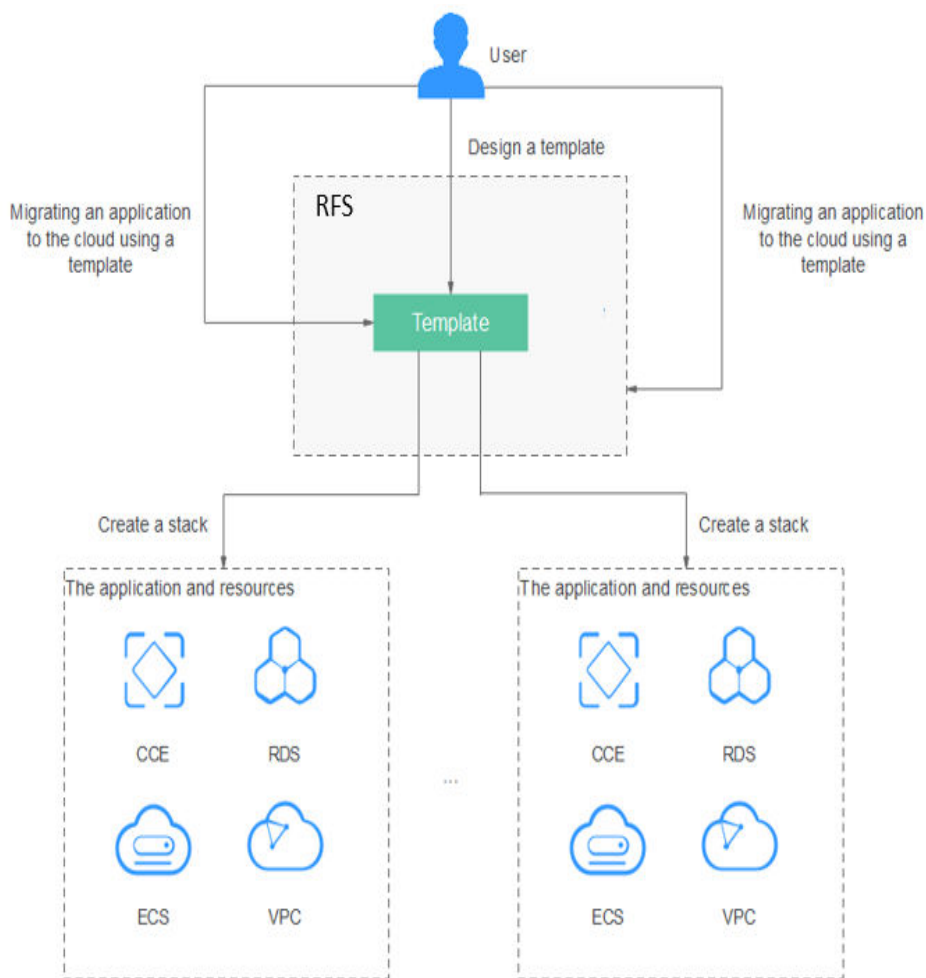 User
Design a template
RFS
Migrating an application
to the cloud using a
template
Migrating an application
to the cloud using a
template
Template
Create a stack
Create a stack
The application and resources
The application and resources
CCE
RDS
CCE
RDS
...
ECS
VPC
ECS
VPC